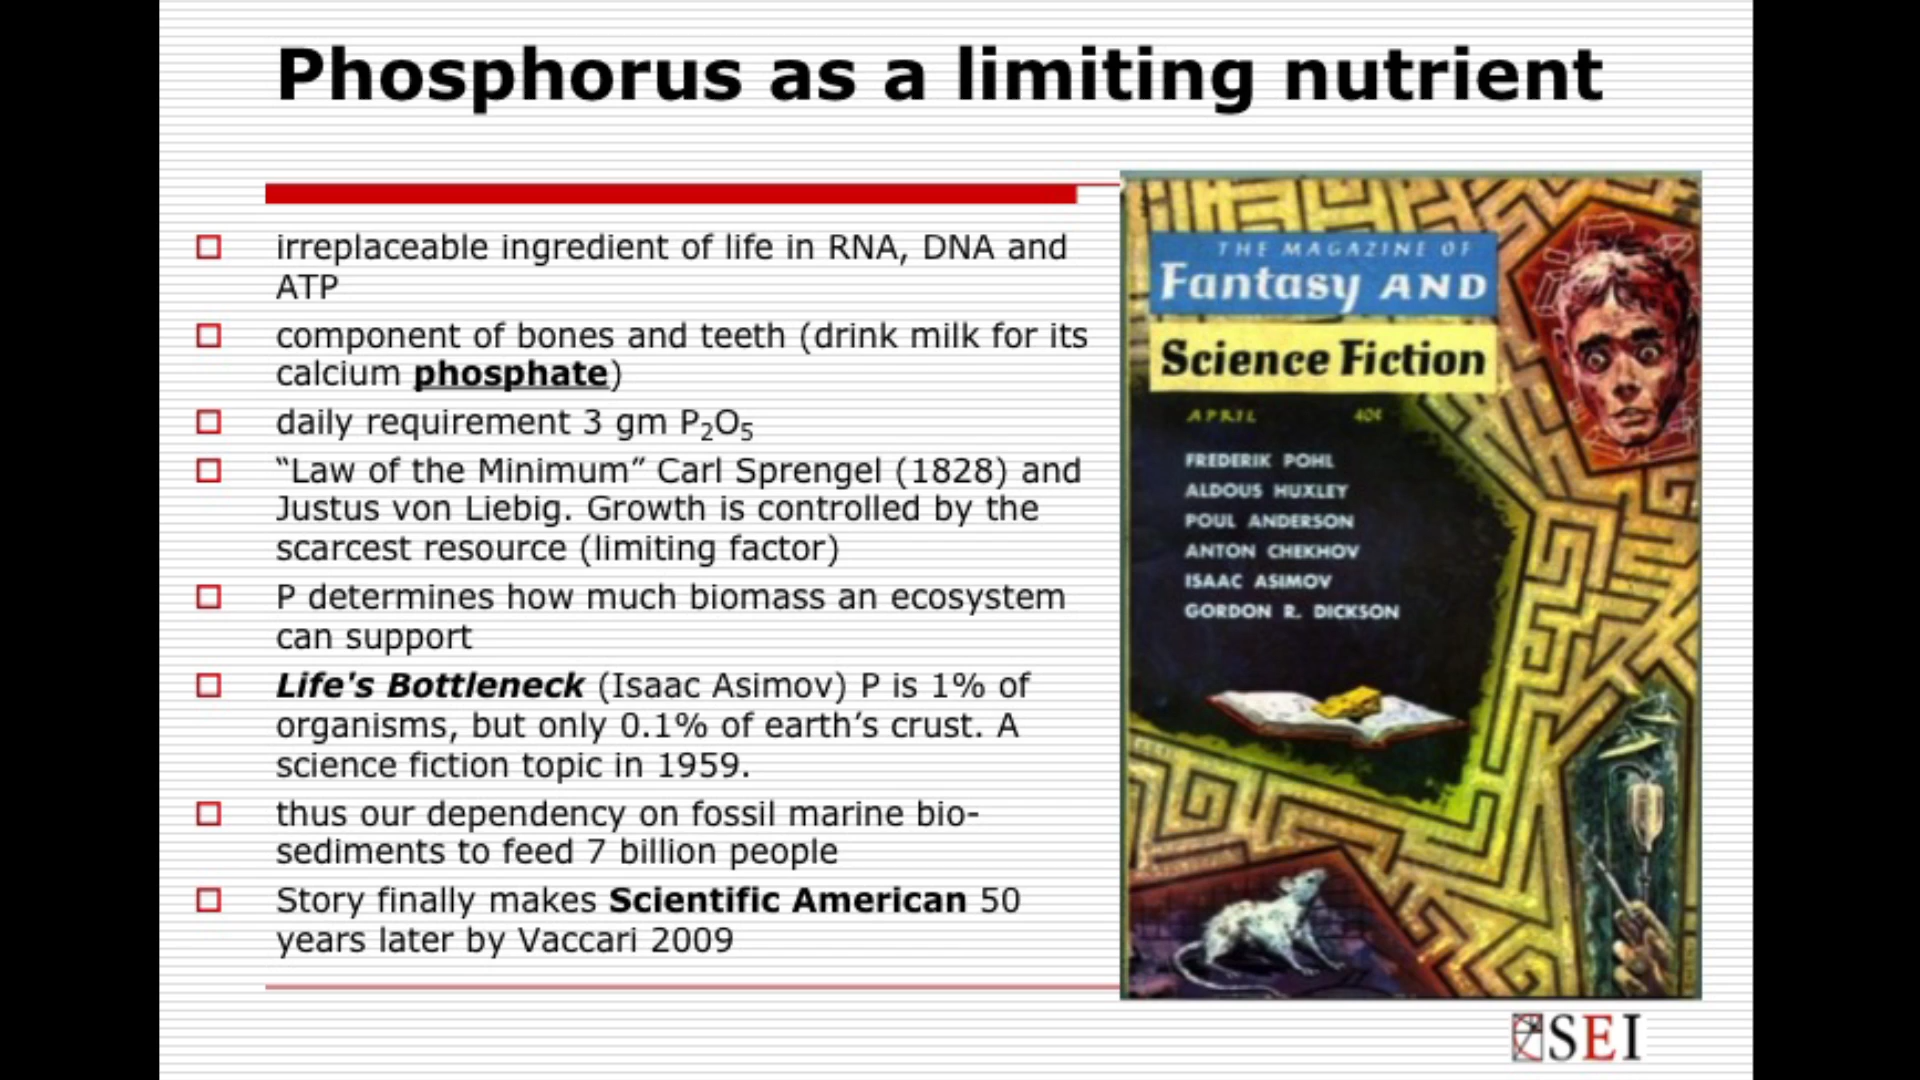 Phosphorus as a limiting nutrient
irreplaceable ingredient of life in RNA, DNA and
ATP
component of bones and teeth (drink milk for its
calcium phosphate)
daily requirement 3 gm P₂O₅
“Law of the Minimum” Carl Sprengel (1828) and
Justus von Liebig. Growth is controlled by the
scarcest resource (limiting factor)
P determines how much biomass an ecosystem
can support
Life's Bottleneck (Isaac Asimov) P is 1% of
organisms, but only 0.1% of earth’s crust. A
science fiction topic in 1959.
thus our dependency on fossil marine bio-
sediments to feed 7 billion people
Story finally makes Scientific American 50
years later by Vaccari 2009
THE MAGAZINE OF
Fantasy AND
Science Fiction
APRIL 40¢
FREDERIK POHL
ALDOUS HUXLEY
POUL ANDERSON
ANTON CHEKHOV
ISAAC ASIMOV
GORDON R. DICKSON
SEI